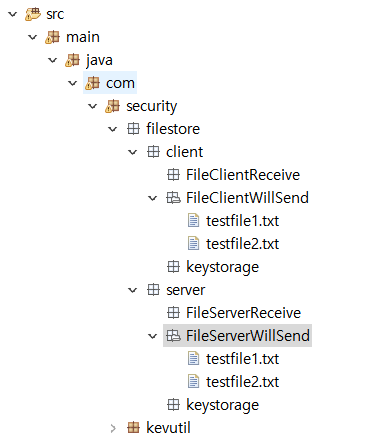 src
main
java
com
security
filestore
client
FileClientReceive
FileClientWillSend
testfile1.txt
testfile2.txt
keystorage
server
FileServerReceive
FileServerWillSend
testfile1.txt
testfile2.txt
keystorage
keyutil